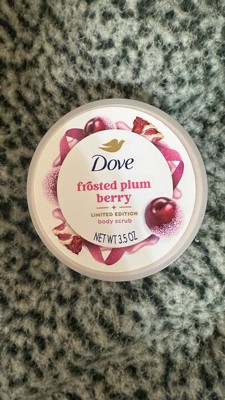 Dove
frosted plum
berry
LIMITED EDITION
body scrub
NET WT 3.5 OZ